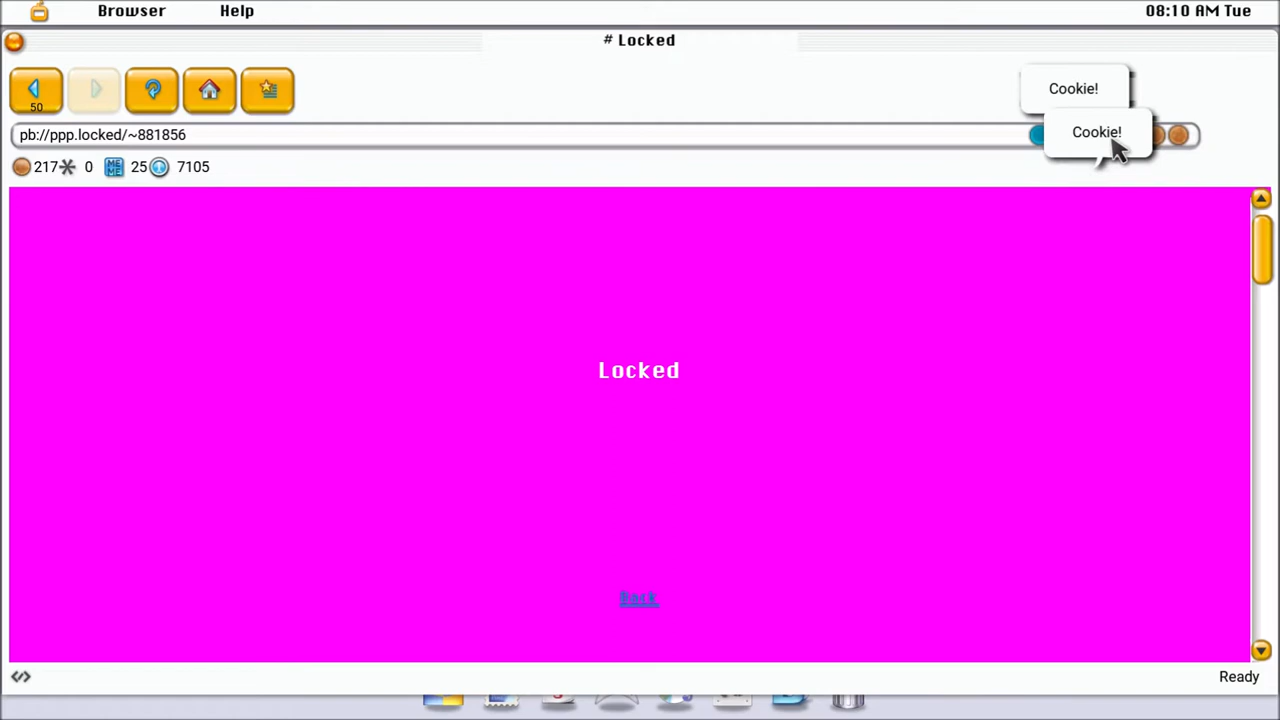 Browser Help 08:10 AM Tue
# Locked
50
Cookie!
Cookie!
pb://ppp.locked/~881856
217 0 MEME 25 7105
Locked
Back
Ready